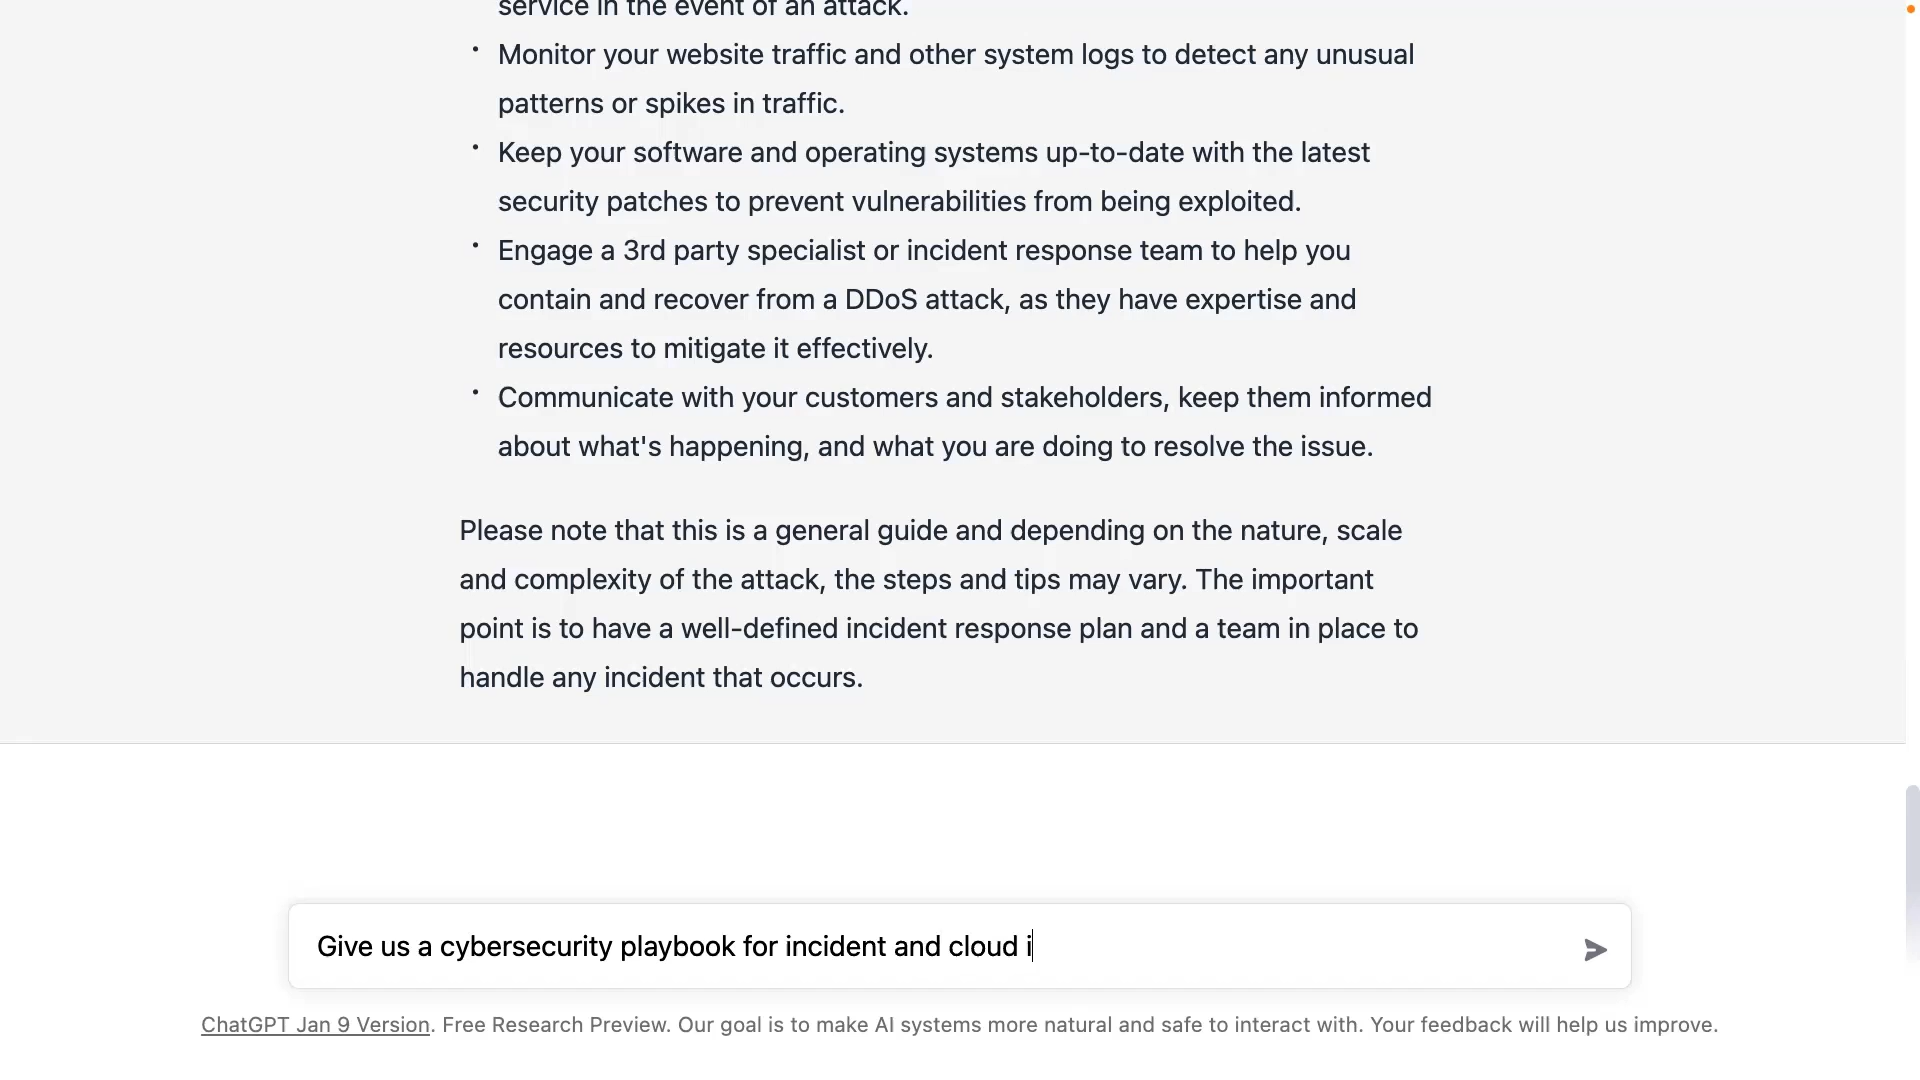 service in the event of an attack.
• Monitor your website traffic and other system logs to detect any unusual
patterns or spikes in traffic.
• Keep your software and operating systems up-to-date with the latest
security patches to prevent vulnerabilities from being exploited.
• Engage a 3rd party specialist or incident response team to help you
contain and recover from a DDoS attack, as they have expertise and
resources to mitigate it effectively.
• Communicate with your customers and stakeholders, keep them informed
about what's happening, and what you are doing to resolve the issue.
Please note that this is a general guide and depending on the nature, scale
and complexity of the attack, the steps and tips may vary. The important
point is to have a well-defined incident response plan and a team in place to
handle any incident that occurs.
Give us a cybersecurity playbook for incident and cloud i
ChatGPT Jan 9 Version. Free Research Preview. Our goal is to make AI systems more natural and safe to interact with. Your feedback will help us improve.